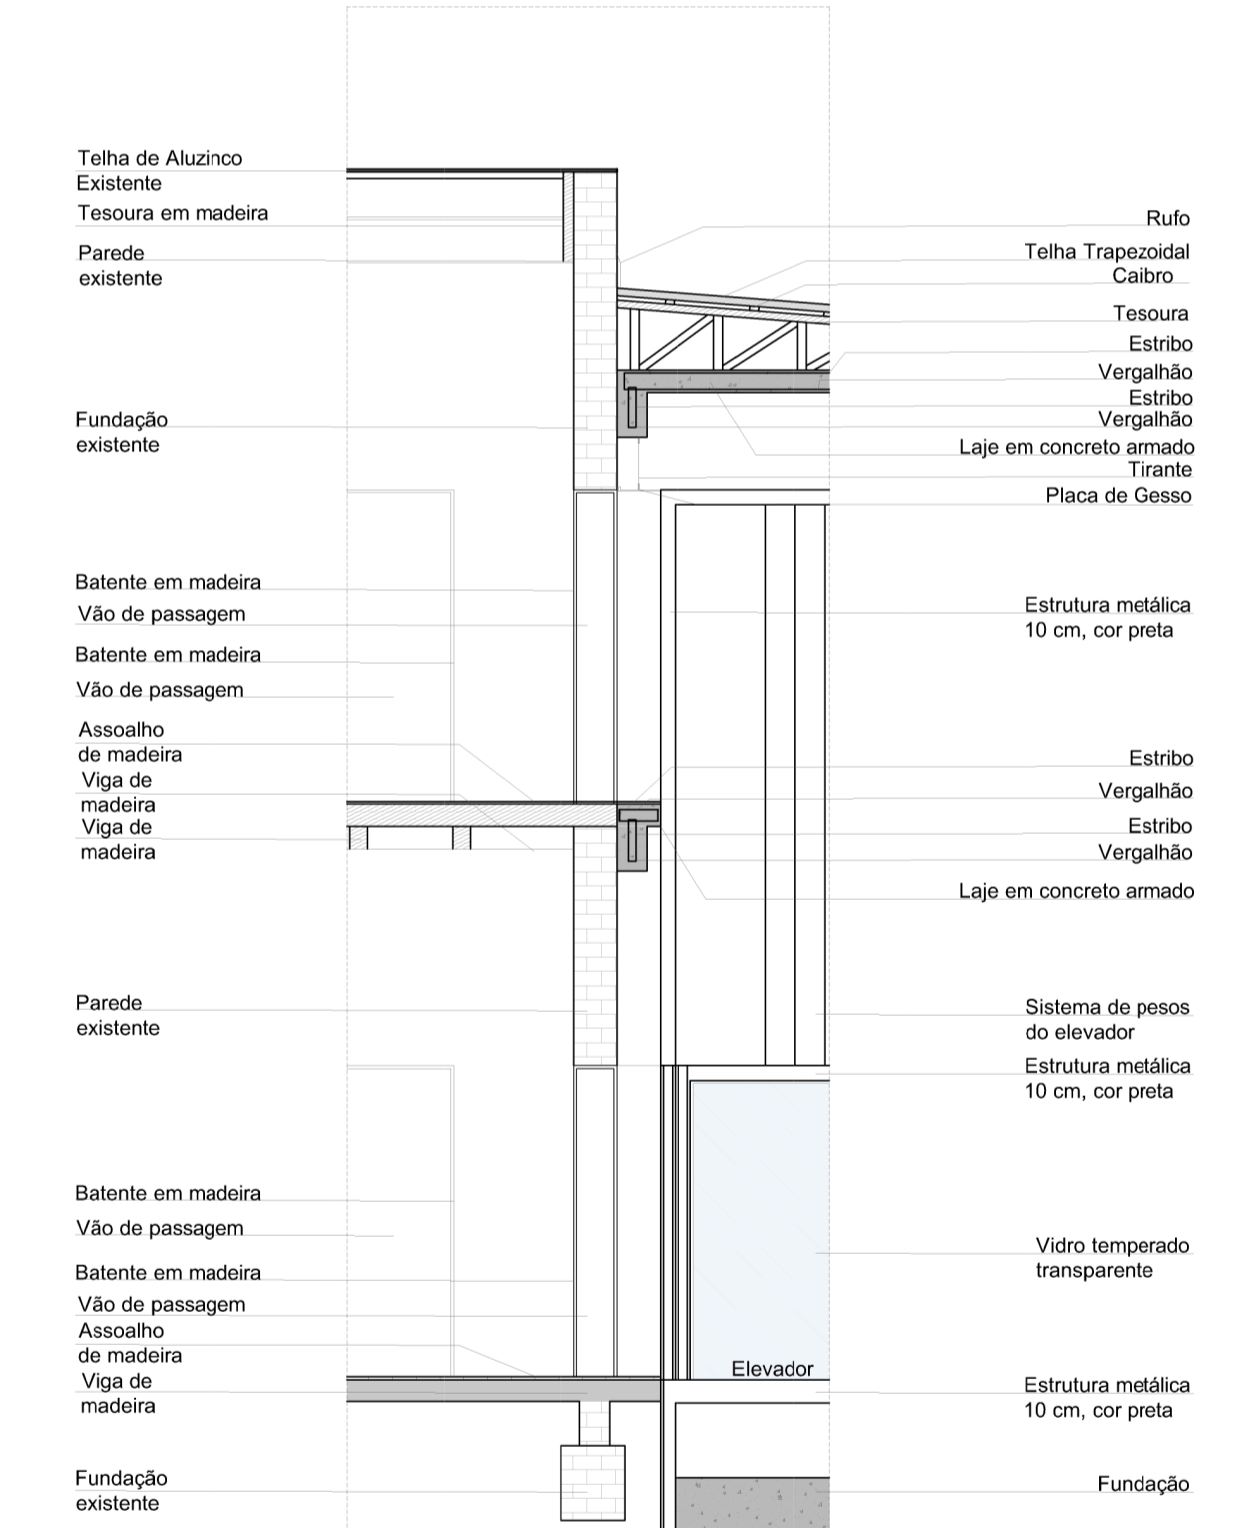 Telha de Aluzinco
Existente
Tesoura em madeira
Parede
existente
Fundação
existente
Batente em madeira
Vão de passagem
Batente em madeira
Vão de passagem
Assoalho
de madeira
Viga de
madeira
Viga de
madeira
Parede
existente
Batente em madeira
Vão de passagem
Batente em madeira
Vão de passagem
Assoalho
de madeira
Viga de
madeira
Fundação
existente
Elevador
Rufo
Telha Trapezoidal
Caibro
Tesoura
Estribo
Vergalhão
Estribo
Vergalhão
Laje em concreto armado
Tirante
Placa de Gesso
Estrutura metálica
10 cm, cor preta
Estribo
Vergalhão
Estribo
Vergalhão
Laje em concreto armado
Sistema de pesos
do elevador
Estrutura metálica
10 cm, cor preta
Vidro temperado
transparente
Estrutura metálica
10 cm, cor preta
Fundação